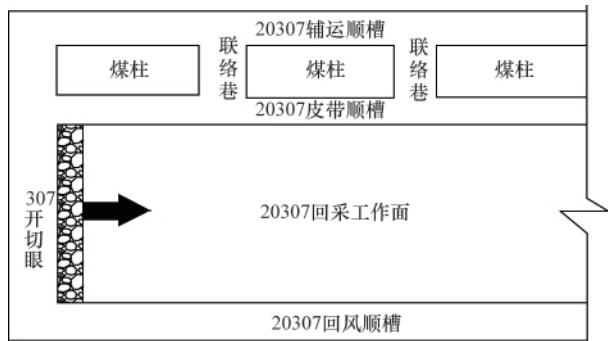 20307辅运顺槽
联络巷
联络巷
煤柱
煤柱
煤柱
20307皮带顺槽
307
开切眼
20307回采工作面
20307回风顺槽